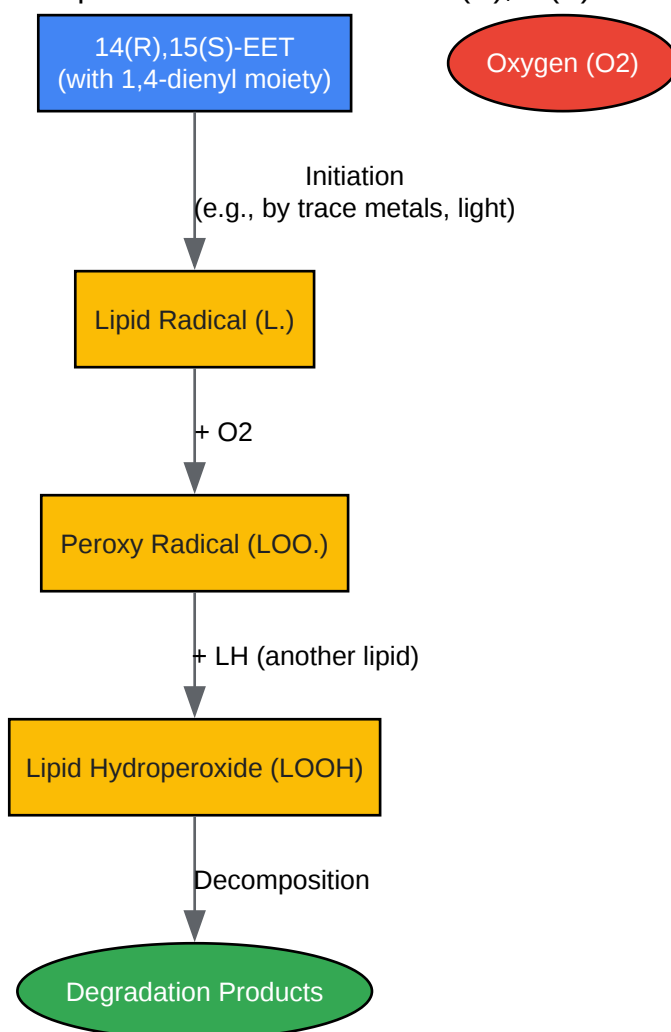 14(R),15(S)-EET
(with 1,4-dienyl moiety)
Oxygen (O2)
Initiation
(e.g., by trace metals, light)
Lipid Radical (L.)
+ O2
Peroxy Radical (LOO.)
+ LH (another lipid)
Lipid Hydroperoxide (LOOH)
Decomposition
Degradation Products